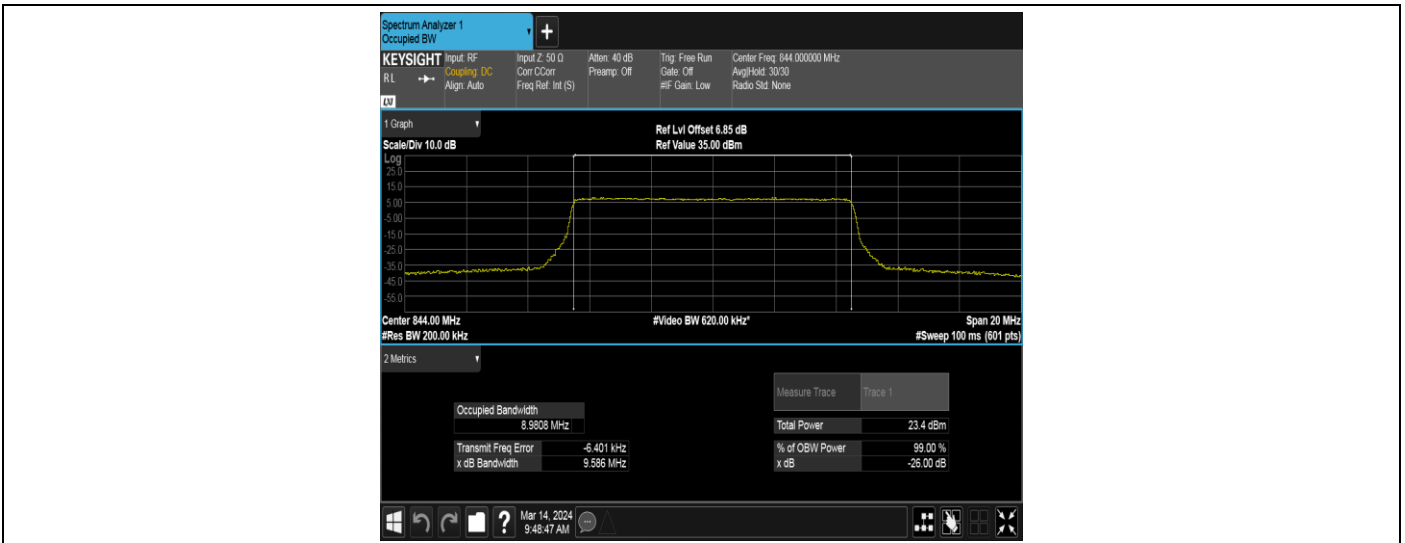 Spectrum Analyzer 1
Occupied BW
+
KEYSIGHT Input: RF Input Z: 50 Ω Atten: 40 dB Trig: Free Run Center Freq: 844.000000 MHz
RL Coupling: DC Corr CCorr Preamp: Off Gate: Off Avg|Hold: 30/30
Align: Auto Freq Ref: Int (S) #IF Gain: Low Radio Std: None
LXI
1 Graph Ref Lvl Offset 6.85 dB
Scale/Div 10.0 dB Ref Value 35.00 dBm
Log
25.0
15.0
5.00
-5.00
-15.0
-25.0
-35.0
-45.0
-55.0
Center 844.00 MHz #Video BW 620.00 kHz* Span 20 MHz
#Res BW 200.00 kHz #Sweep 100 ms (601 pts)
2 Metrics
Measure Trace Trace 1
Occupied Bandwidth
8.9808 MHz Total Power 23.4 dBm
Transmit Freq Error -6.401 kHz % of OBW Power 99.00 %
x dB Bandwidth 9.586 MHz x dB -26.00 dB
? Mar 14, 2024
9:48:47 AM